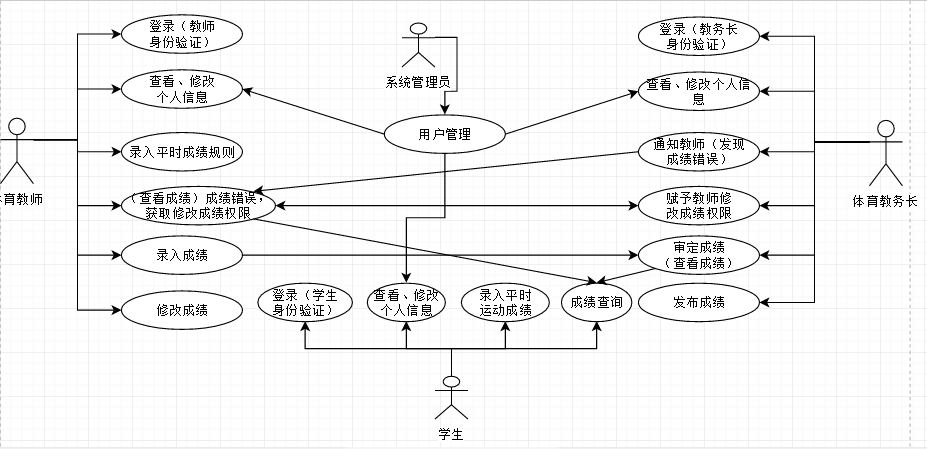 登录（教师
身份验证）
查看、修改
个人信息
录入平时成绩规则
（查看成绩）成绩错误，
获取修改成绩权限
录入成绩
修改成绩
体育教师
系统管理员
用户管理
登录（学生
身份验证）
查看、修改
个人信息
录入平时
运动成绩
成绩查询
学生
登录（教务长
身份验证）
查看、修改个人信
息
通知教师（发现
成绩错误）
赋予教师修
改成绩权限
审定成绩
（查看成绩）
发布成绩
体育教务长